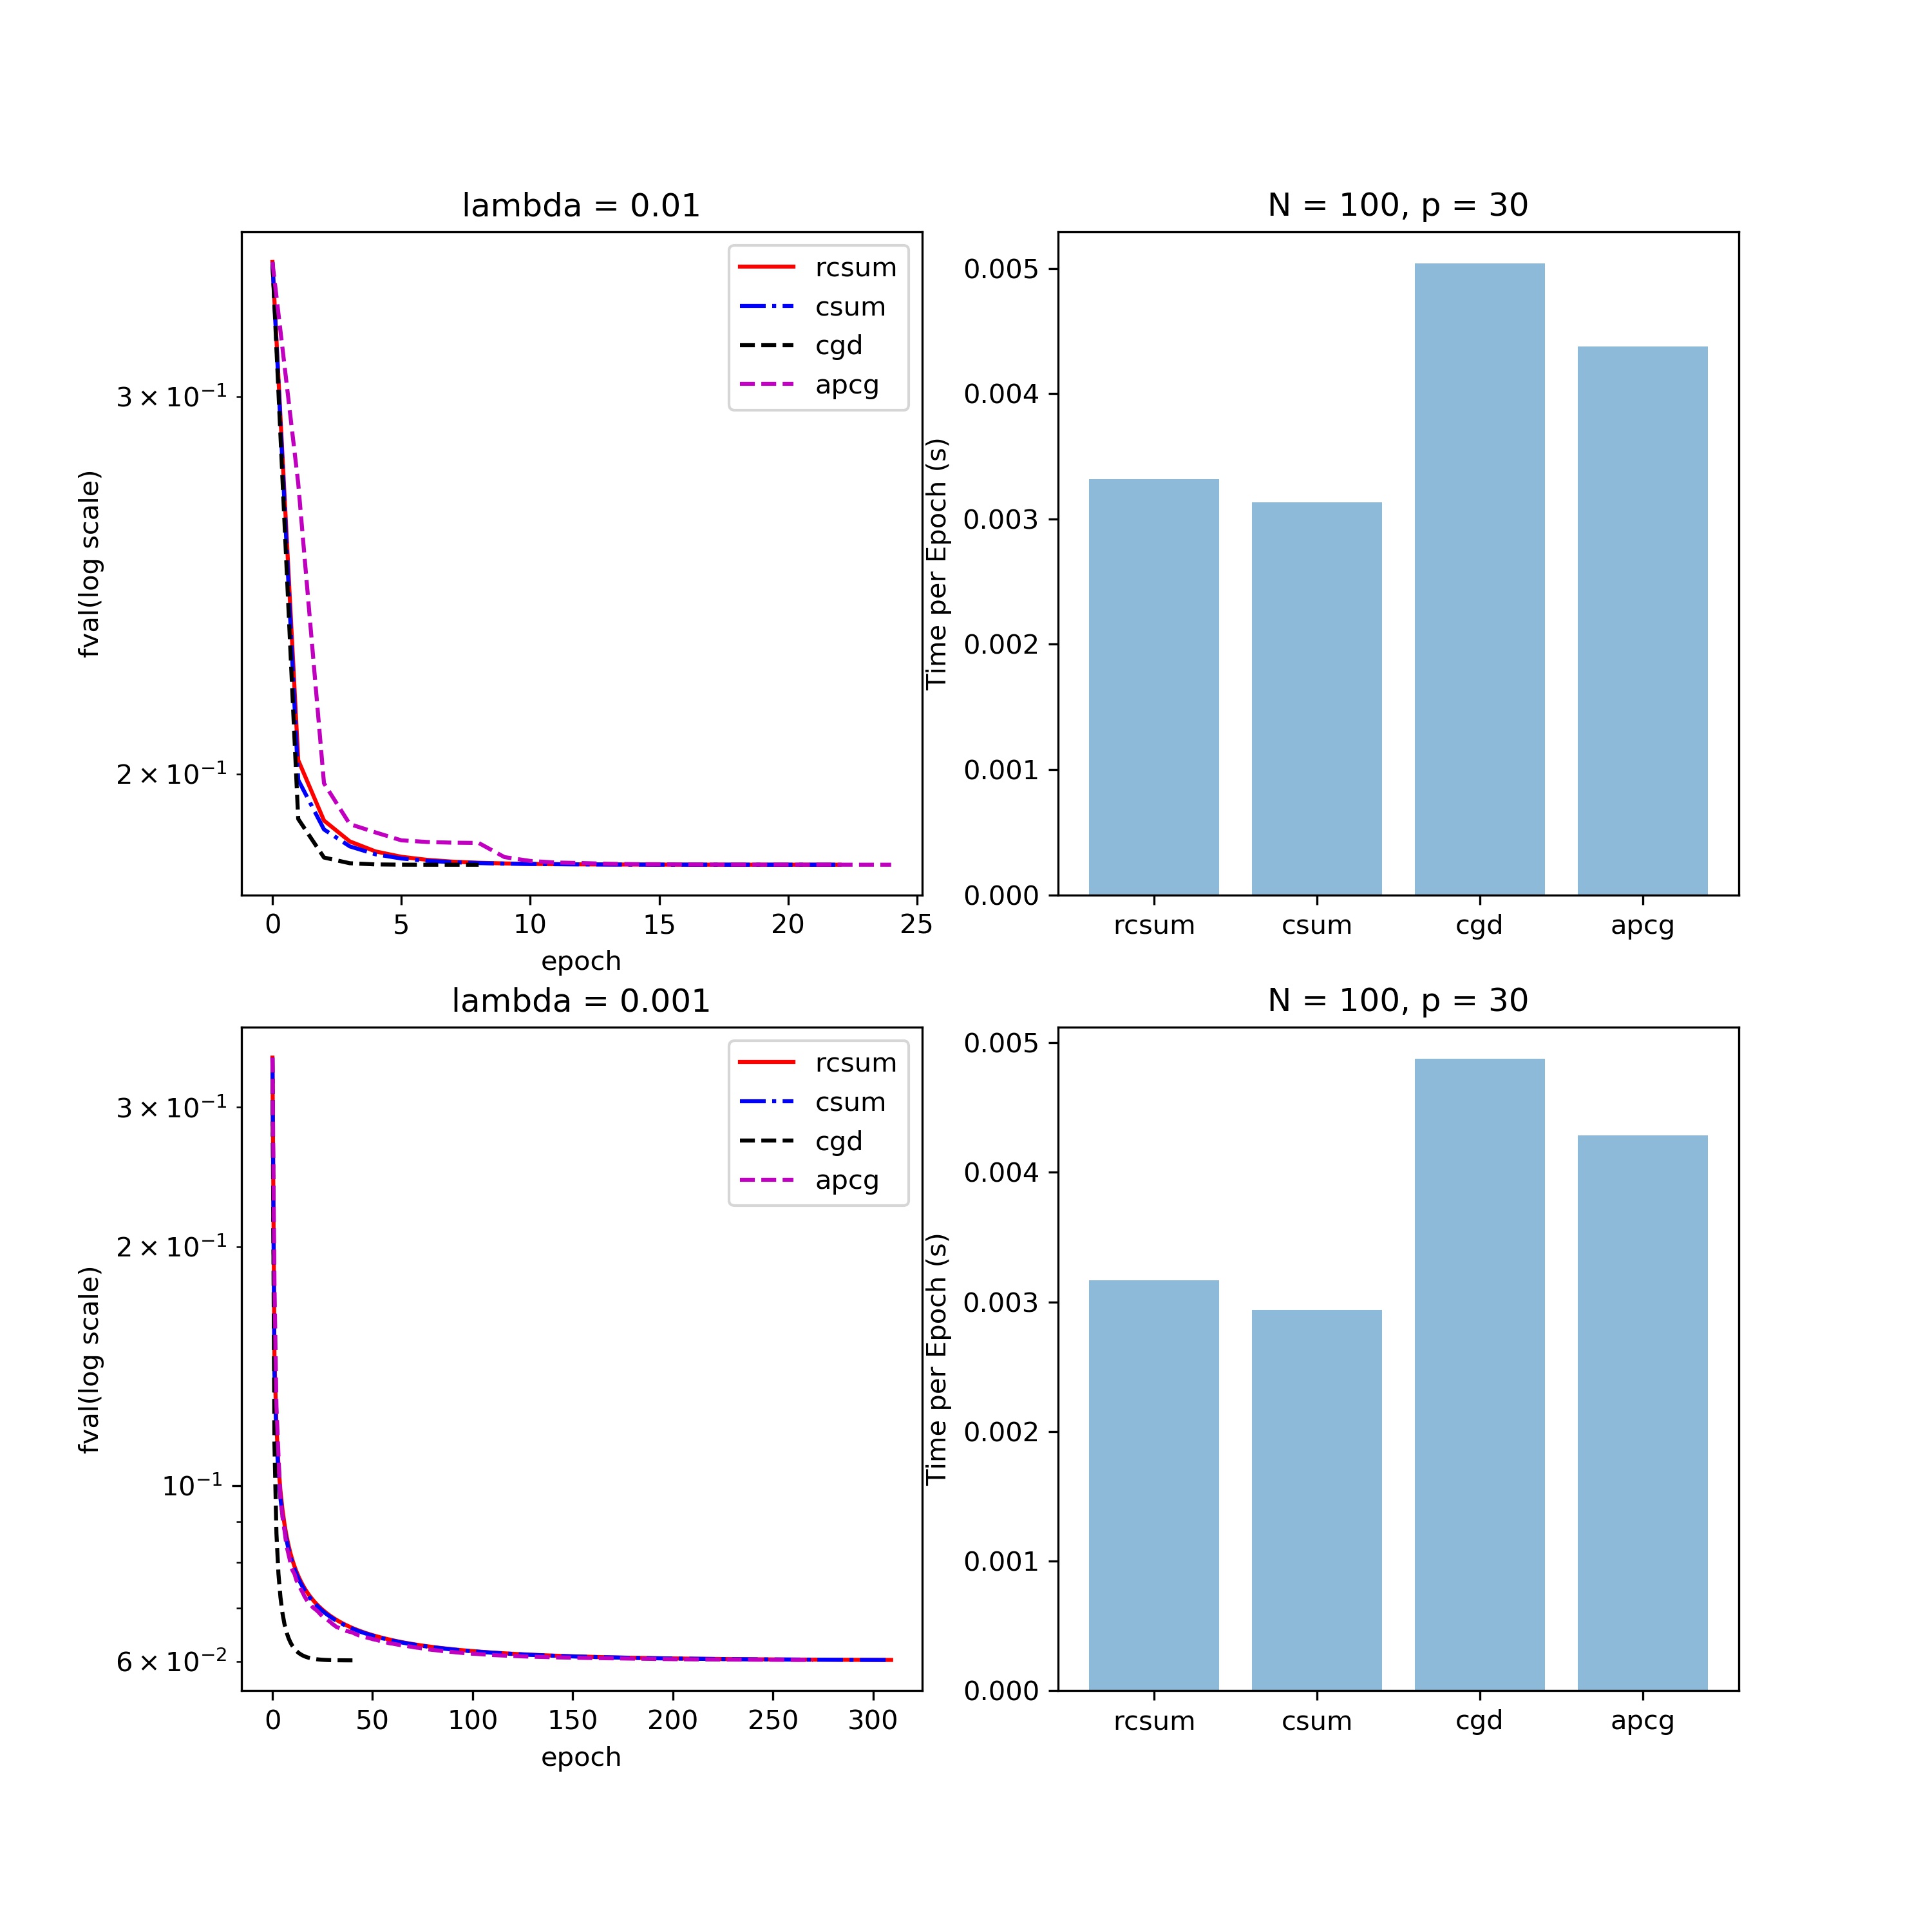 lambda = 0.01
fval(log scale)
3 × 10⁻¹
2 × 10⁻¹
rcsum
csum
cgd
apcg
0 5 10 15 20 25
epoch
N = 100, p = 30
Time per Epoch (s)
0.005
0.004
0.003
0.002
0.001
0.000
rcsum csum cgd apcg
lambda = 0.001
fval(log scale)
3 × 10⁻¹
2 × 10⁻¹
10⁻¹
6 × 10⁻²
rcsum
csum
cgd
apcg
0 50 100 150 200 250 300
epoch
N = 100, p = 30
Time per Epoch (s)
0.005
0.004
0.003
0.002
0.001
0.000
rcsum csum cgd apcg